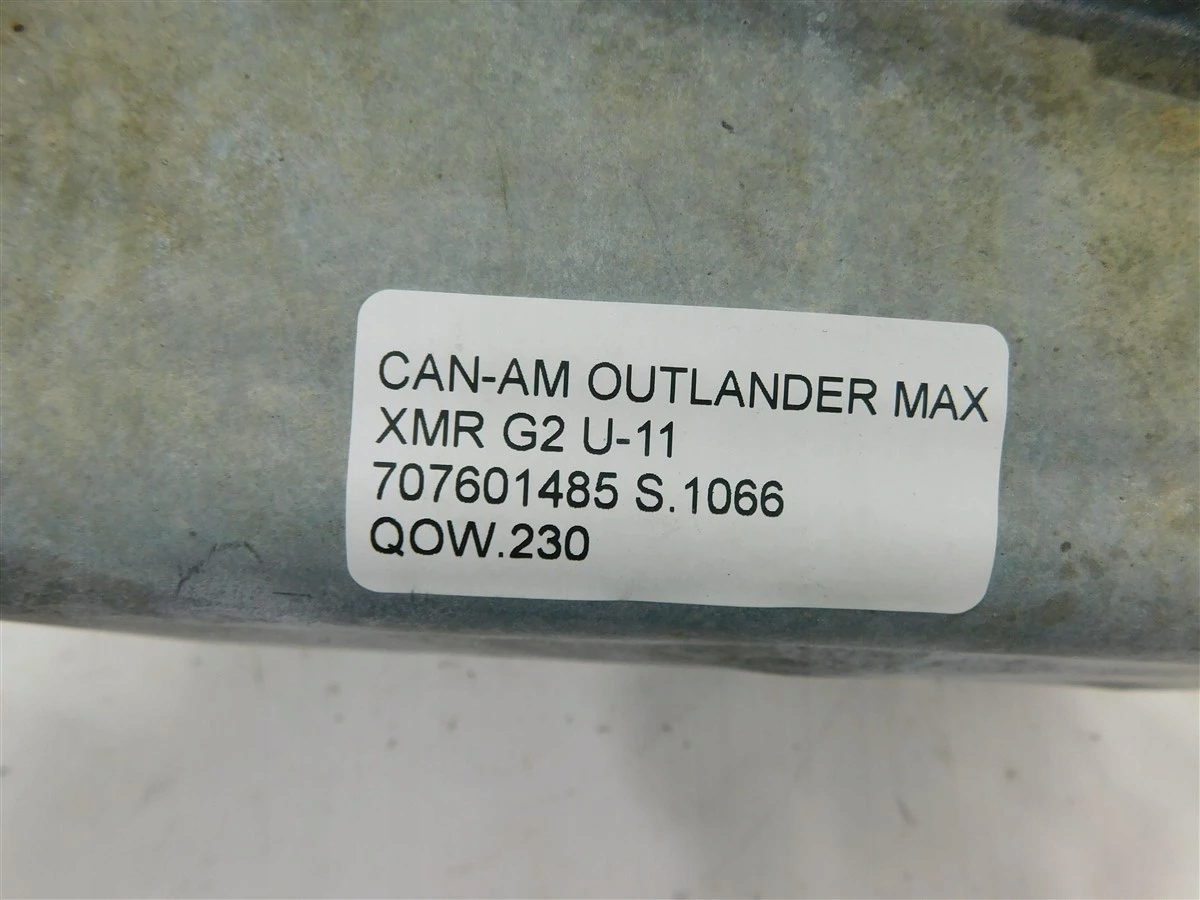 CAN-AM OUTLANDER MAX
XMR G2 U-11
707601485 S.1066
QOW.230